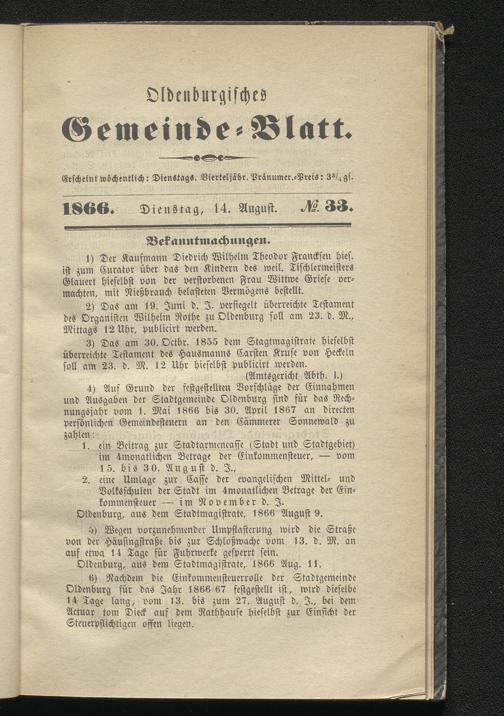 Oldenburgisches
Gemeinde-Blatt.
Erscheint wöchentlich: Dienstags. Vierteljähr. Pränumer.-Preis: 3¾ gs.
1866. Dienstag, 14. August. № 33.
Bekanntmachungen.
1) Der Kaufmann Diedrich Wilhelm Theodor Francksen hies.
ist zum Curator über das den Kindern des weil. Tischlermeisters
Glauert hieselbst von der verstorbenen Frau Wittwe Griese ver-
machten, mit Nießbrauch belasteten Vermögens bestellt.
2) Das am 19. Juni d. J. versiegelt überreichte Testament
des Organisten Wilhelm Rothe zu Oldenburg soll am 23. d. M.,
Mittags 12 Uhr, publicirt werden.
3) Das am 30. Octbr. 1855 dem Stagtmagistrate hieselbst
überreichte Testament des Hausmanns Carsten Kruse von Heckeln
soll am 23. d. M. 12 Uhr hieselbst publicirt werden.
(Amtsgericht Abth. I.)
4) Auf Grund der festgestellten Vorschläge der Einnahmen
und Ausgaben der Stadtgemeinde Oldenburg sind für das Rech-
nungsjahr vom 1. Mai 1866 bis 30. April 1867 an directen
persönlichen Gemeindesteuern an den Cämmerer Sonnewald zu
zahlen:
1. ein Beitrag zur Stadtarmencasse (Stadt und Stadtgebiet)
im 4monatlichen Betrage der Einkommensteuer, — vom
15. bis 30. August d. J.,
2. eine Umlage zur Casse der evangelischen Mittel- und
Volksschulen der Stadt im 4monatlichen Betrage der Ein-
kommensteuer — im November d. J.
Oldenburg, aus dem Stadtmagistrate, 1866 August 9.
5) Wegen vorzunehmender Umpflasterung wird die Straße
von der Häusingstraße bis zur Schloßwache vom 13. d. M. an
auf etwa 14 Tage für Fuhrwerke gesperrt sein.
Oldenburg, aus dem Stadtmagistrate, 1866 Aug. 11.
6) Nachdem die Einkommensteuerrolle der Stadtgemeinde
Oldenburg für das Jahr 1866/67 festgestellt ist, wird dieselbe
14 Tage lang, vom 13. bis zum 27. August d. J., bei dem
Actuar tom Dieck auf dem Rathhause hieselbst zur Einsicht der
Steuerpflichtigen offen liegen.